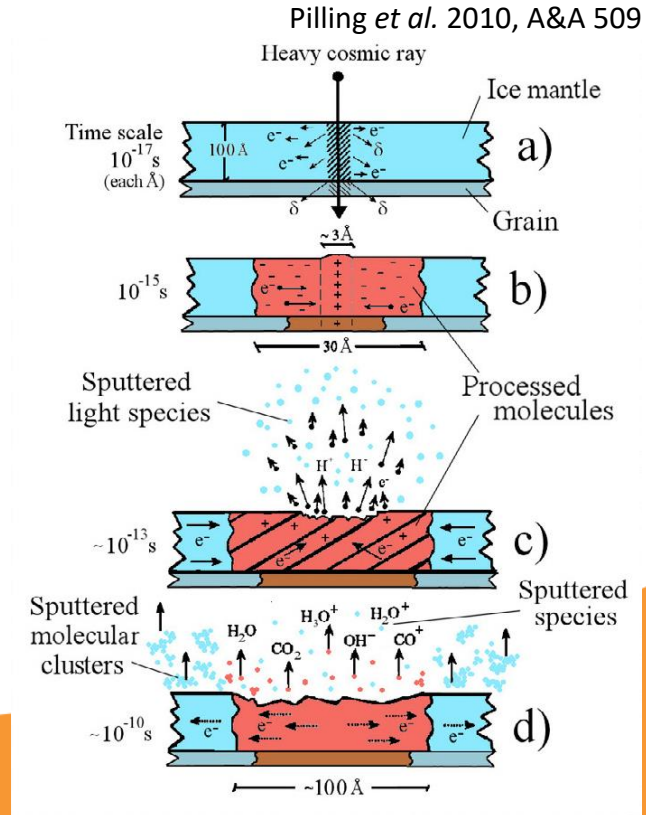 Pilling et al. 2010, A&A 509
Heavy cosmic ray
Ice mantle
Time scale
10⁻¹⁷s
(each Å)
100 Å
e⁻ e⁻
e⁻ δ
e⁻
δ δ
a)
Grain
~ 3Å
10⁻¹⁵s
e⁻ e⁻
+ + + + + +
b)
30 Å
Sputtered
light species
Processed
molecules
H⁺ H⁻
e⁻
~10⁻¹³s
e⁻ e⁻ e⁻ e⁻
c)
Sputtered
molecular
clusters
Sputtered
species
H₃O⁺ H₂O⁺
H₂O CO₂ OH⁻ CO⁺
~10⁻¹⁰s
e⁻ e⁻ e⁻ e⁻ e⁻
d)
~100 Å